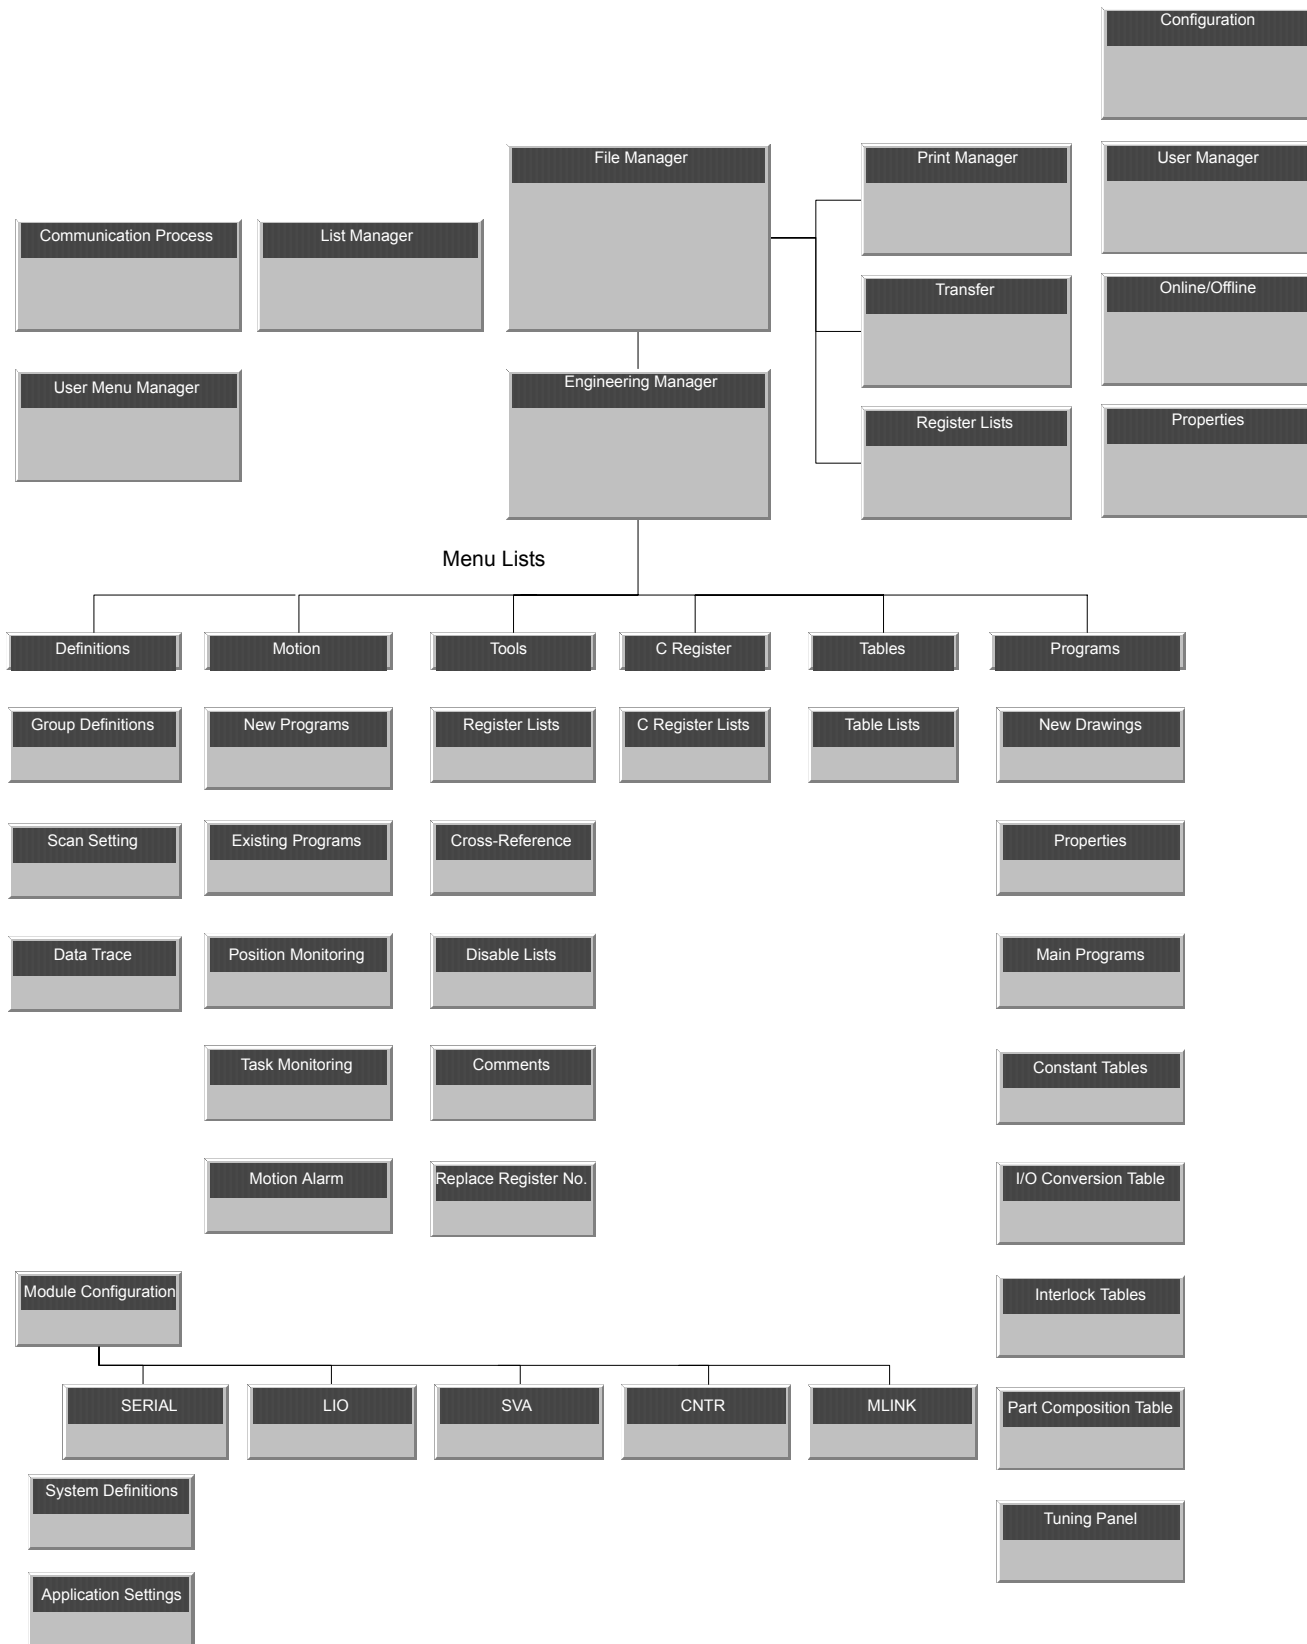 Configuration
File Manager
Print Manager
User Manager
Communication Process
List Manager
Transfer
Online/Offline
User Menu Manager
Engineering Manager
Register Lists
Properties
Menu Lists
Definitions
Motion
Tools
C Register
Tables
Programs
Group Definitions
New Programs
Register Lists
C Register Lists
Table Lists
New Drawings
Scan Setting
Existing Programs
Cross-Reference
Properties
Data Trace
Position Monitoring
Disable Lists
Main Programs
Task Monitoring
Comments
Constant Tables
Motion Alarm
Replace Register No.
I/O Conversion Table
Module Configuration
Interlock Tables
SERIAL
LIO
SVA
CNTR
MLINK
Part Composition Table
System Definitions
Tuning Panel
Application Settings